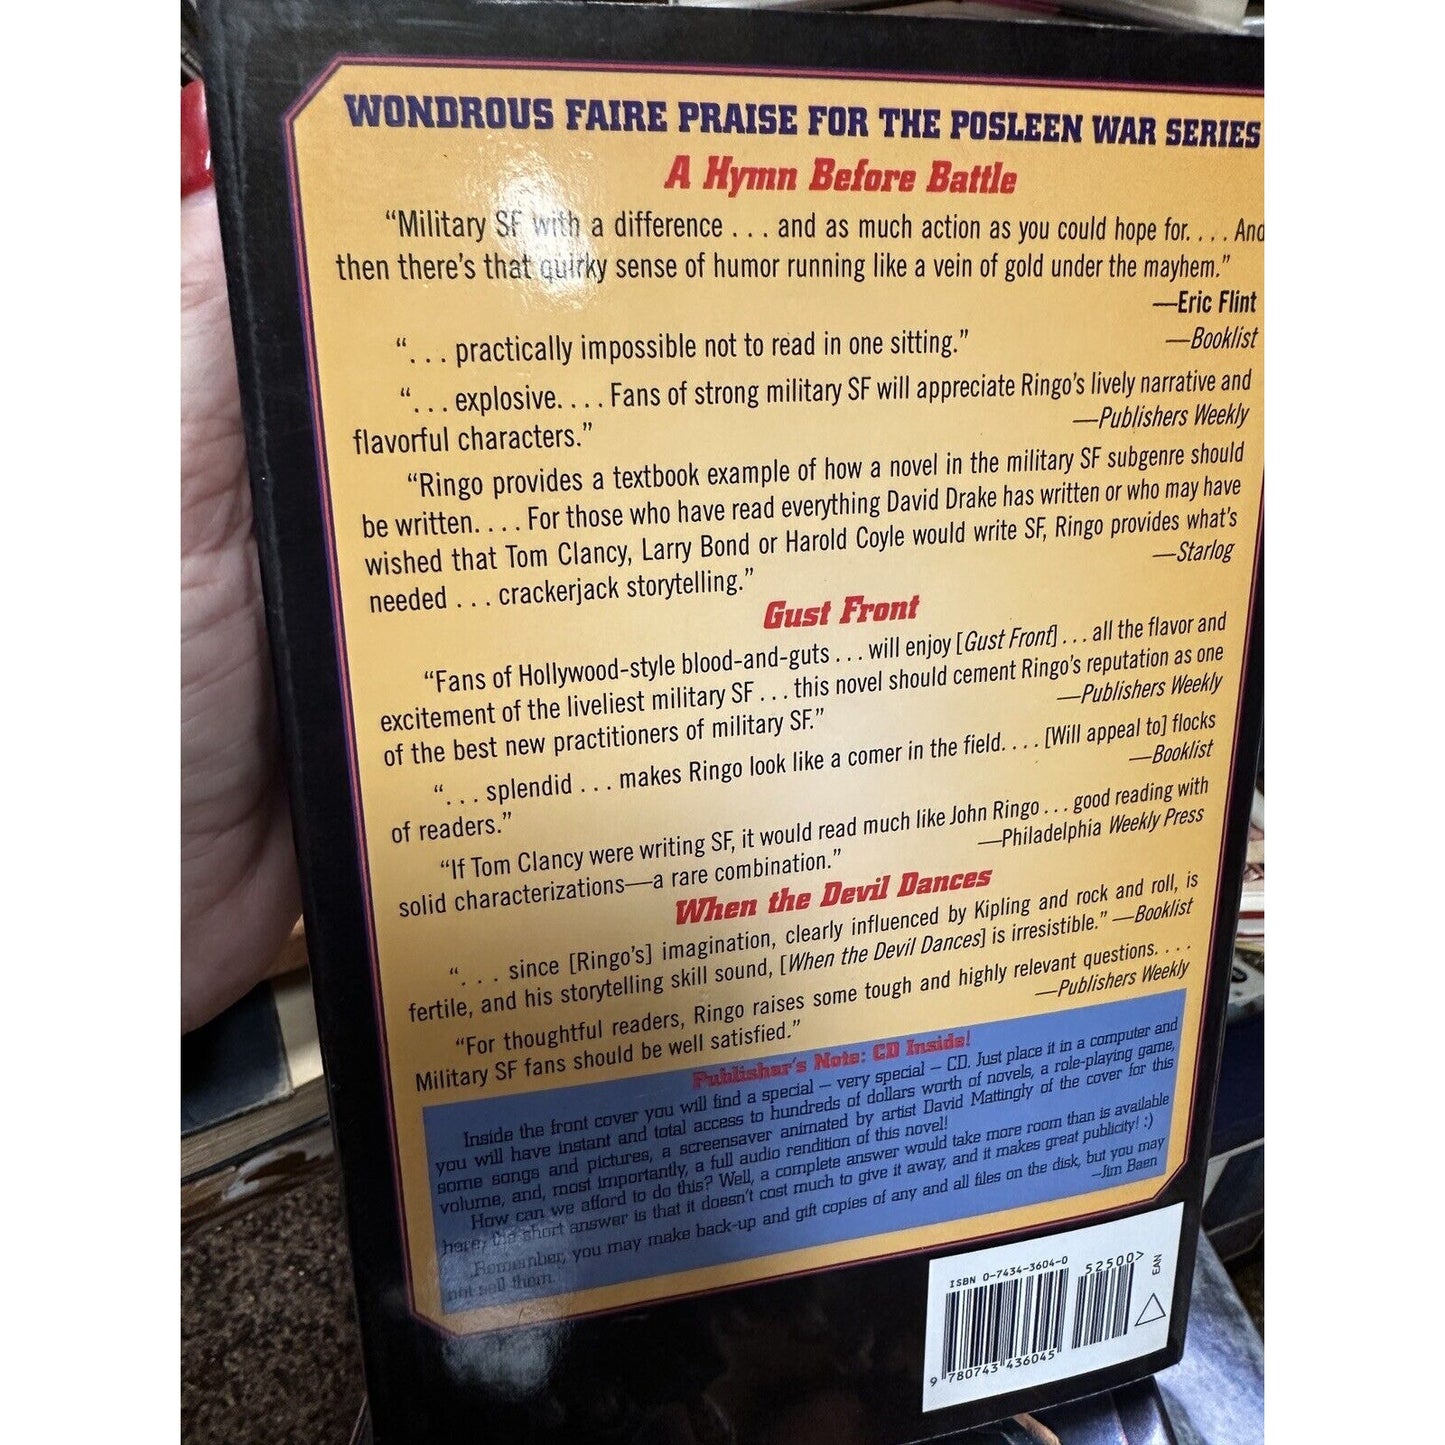 WONDROUS FAIRE PRAISE FOR THE POSLEEN WAR SERIES
A Hymn Before Battle
“Military SF with a difference . . . and as much action as you could hope for. . . . And
then there’s that quirky sense of humor running like a vein of gold under the mayhem.”
—Eric Flint
“. . . practically impossible not to read in one sitting.” —Booklist
“. . . explosive. . . . Fans of strong military SF will appreciate Ringo’s lively narrative and
flavorful characters.” —Publishers Weekly
“Ringo provides a textbook example of how a novel in the military SF subgenre should
be written. . . . For those who have read everything David Drake has written or who may have
wished that Tom Clancy, Larry Bond or Harold Coyle would write SF, Ringo provides what’s
needed . . . crackerjack storytelling.” —Starlog
Gust Front
“Fans of Hollywood-style blood-and-guts . . . will enjoy [Gust Front] . . . all the flavor and
excitement of the liveliest military SF . . . this novel should cement Ringo’s reputation as one
of the best new practitioners of military SF.” —Publishers Weekly
“. . . splendid . . . makes Ringo look like a comer in the field. . . . [Will appeal to] flocks
of readers.” —Booklist
“If Tom Clancy were writing SF, it would read much like John Ringo . . . good reading with
solid characterizations—a rare combination.” —Philadelphia Weekly Press
When the Devil Dances
“. . . since [Ringo’s] imagination, clearly influenced by Kipling and rock and roll, is
fertile, and his storytelling skill sound, [When the Devil Dances] is irresistible.” —Booklist
“For thoughtful readers, Ringo raises some tough and highly relevant questions. . . .
Military SF fans should be well satisfied.” —Publishers Weekly
Publisher’s Note: CD Inside!
Inside the front cover you will find a special – very special – CD. Just place it in a computer and
you will have instant and total access to hundreds of dollars worth of novels, a role-playing game,
some songs and pictures, a screensaver animated by artist David Mattingly of the cover for this
volume, and, most importantly, a full audio rendition of this novel!
How can we afford to do this? Well, a complete answer would take more room than is available
here; the short answer is that it doesn’t cost much to give it away, and it makes great publicity! :)
Remember, you may make back-up and gift copies of any and all files on the disk, but you may
not sell them. –Jim Baen
ISBN 0-7434-3604-0
52500>
EAN
9 780743 436045